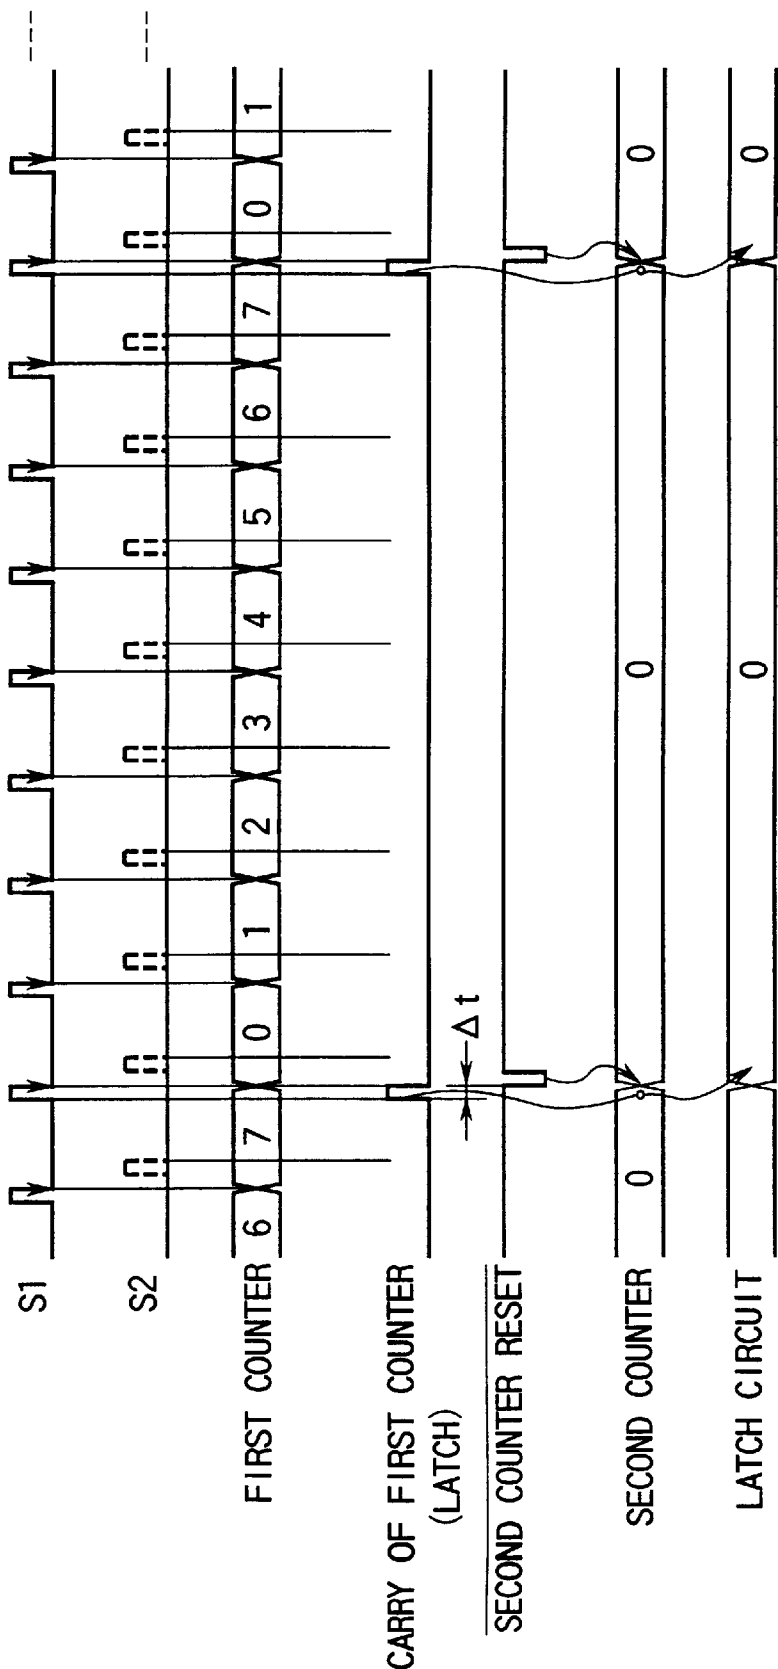 S1
S2
FIRST COUNTER 6 7 0 1 2 3 4 5 6 7 0 1
CARRY OF FIRST COUNTER
(LATCH)
Δt
SECOND COUNTER RESET
SECOND COUNTER 0 0 0
LATCH CIRCUIT 0 0